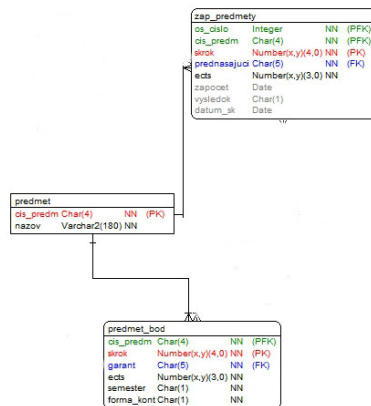 zap_predmety
os_cislo Integer NN (PFK)
cis_predm Char(4) NN (PFK)
skrok Number(x,y)(4,0) NN (PK)
prednasajuci Char(5) NN (FK)
ects Number(x,y)(3,0) NN
zapocet Date
vysledok Char(1)
datum_sk Date
predmet
cis_predm Char(4) NN (PK)
nazov Varchar2(180) NN
predmet_bod
cis_predm Char(4) NN (PFK)
skrok Number(x,y)(4,0) NN (PK)
garant Char(5) NN (FK)
ects Number(x,y)(3,0) NN
semester Char(1) NN
forma_kont Char(1) NN